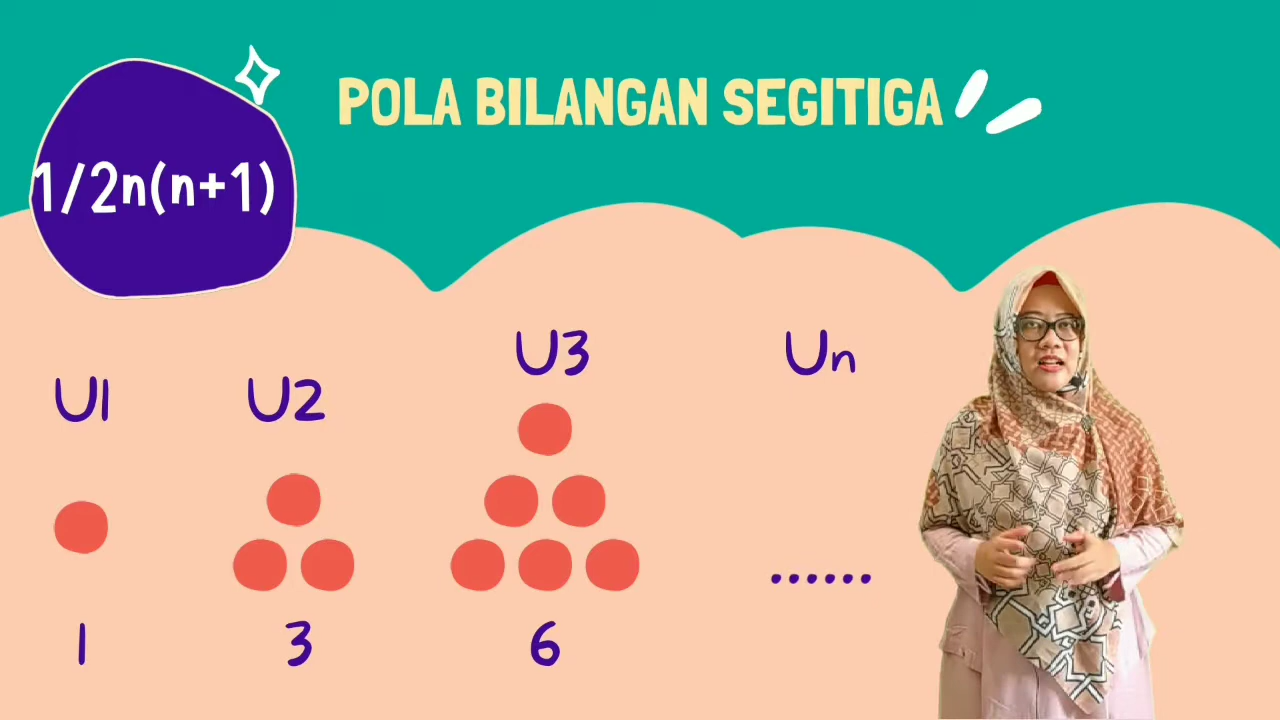 POLA BILANGAN SEGITIGA
1/2n(n+1)
U1
U2
U3
Un
......
1
3
6